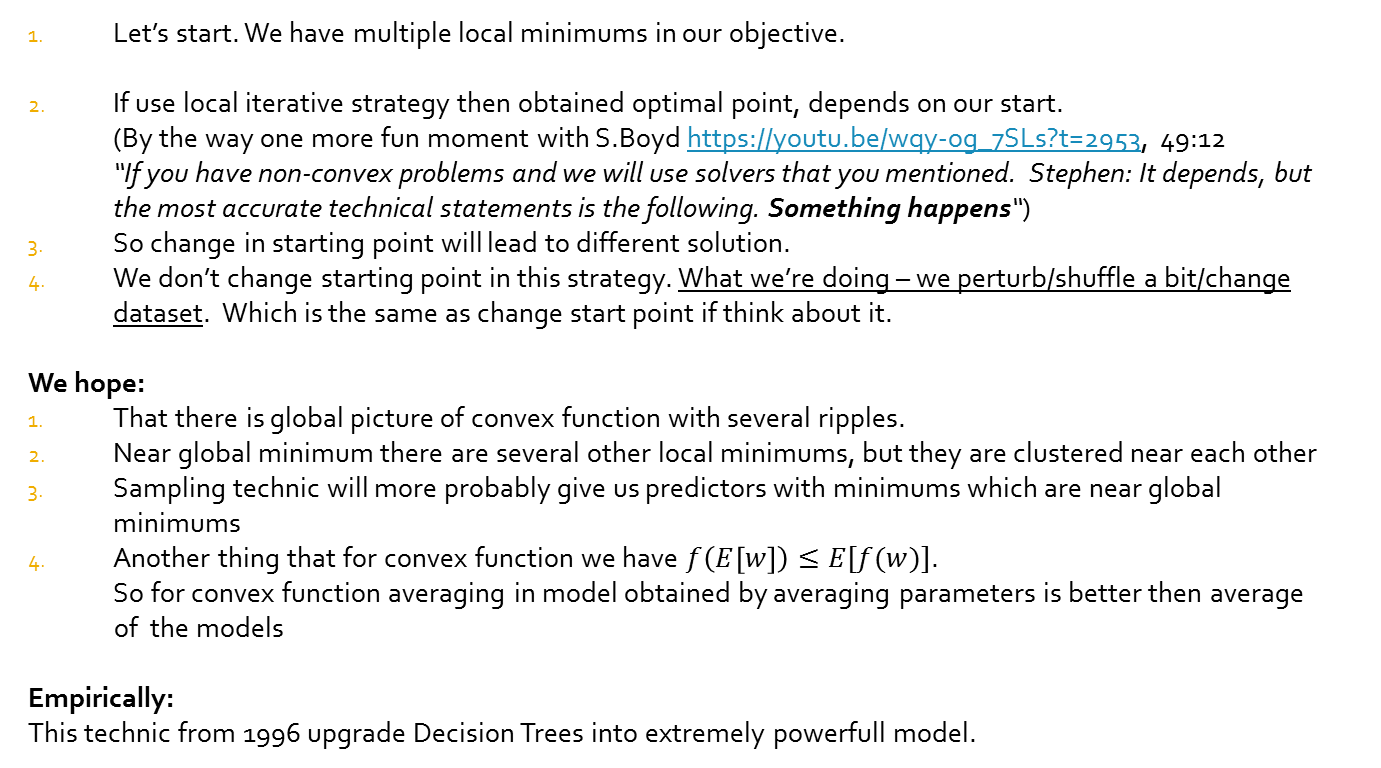 1. Let’s start. We have multiple local minimums in our objective.
2. If use local iterative strategy then obtained optimal point, depends on our start.
(By the way one more fun moment with S.Boyd https://youtu.be/wqy-og_7SLs?t=2953, 49:12
“If you have non-convex problems and we will use solvers that you mentioned. Stephen: It depends, but
the most accurate technical statements is the following. Something happens“)
3. So change in starting point will lead to different solution.
4. We don’t change starting point in this strategy. What we’re doing – we perturb/shuffle a bit/change
dataset. Which is the same as change start point if think about it.
We hope:
1. That there is global picture of convex function with several ripples.
2. Near global minimum there are several other local minimums, but they are clustered near each other
3. Sampling technic will more probably give us predictors with minimums which are near global
minimums
4. Another thing that for convex function we have f(E[w]) ≤ E[f(w)].
So for convex function averaging in model obtained by averaging parameters is better then average
of the models
Empirically:
This technic from 1996 upgrade Decision Trees into extremely powerfull model.